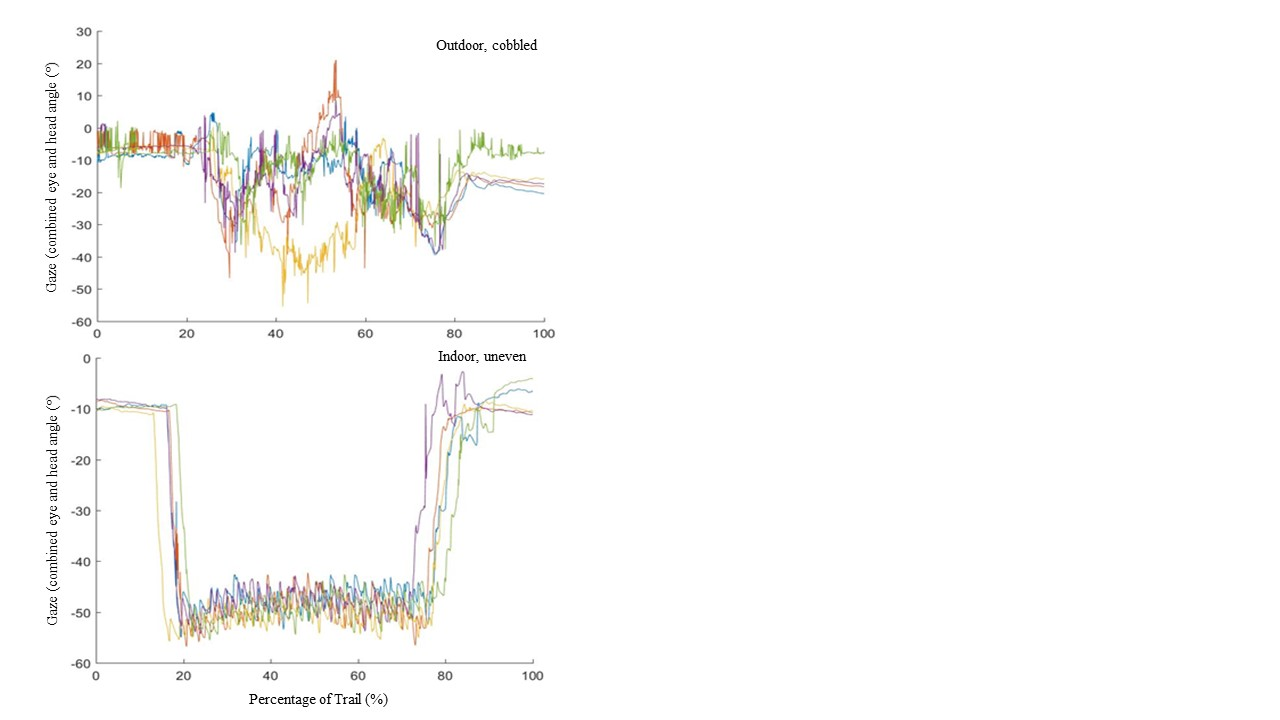 Outdoor, cobbled
Gaze (combined eye and head angle (°)
30
20
10
0
-10
-20
-30
-40
-50
-60
0 20 40 60 80 100
Indoor, uneven
Gaze (combined eye and head angle (°)
0
-10
-20
-30
-40
-50
-60
0 20 40 60 80 100
Percentage of Trail (%)